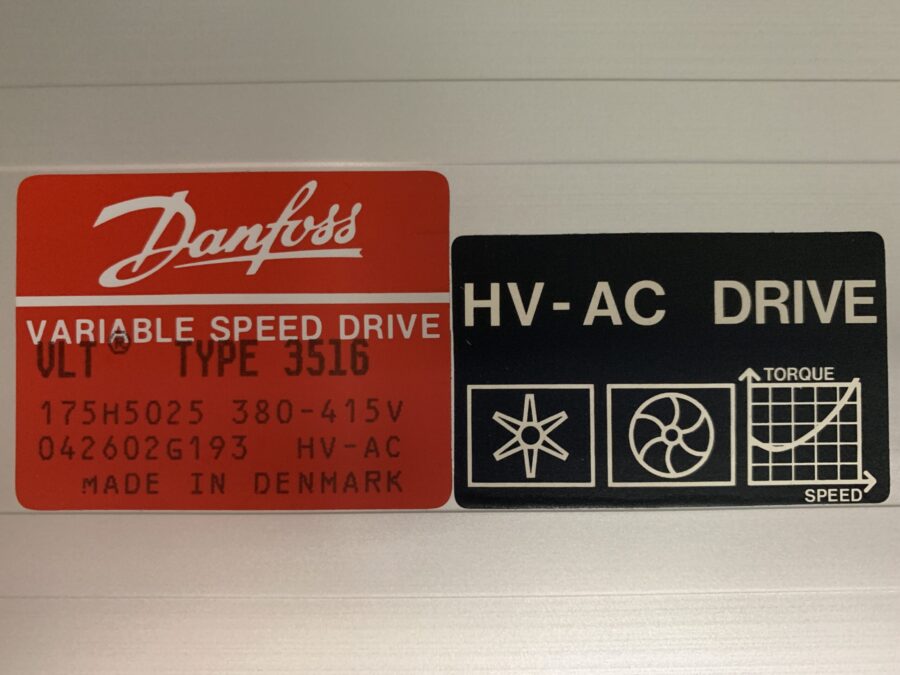 Danfoss
VARIABLE SPEED DRIVE
VLT® TYPE 3516
175H5025 380-415V
042602G193 HV-AC
MADE IN DENMARK
HV-AC DRIVE
TORQUE
SPEED